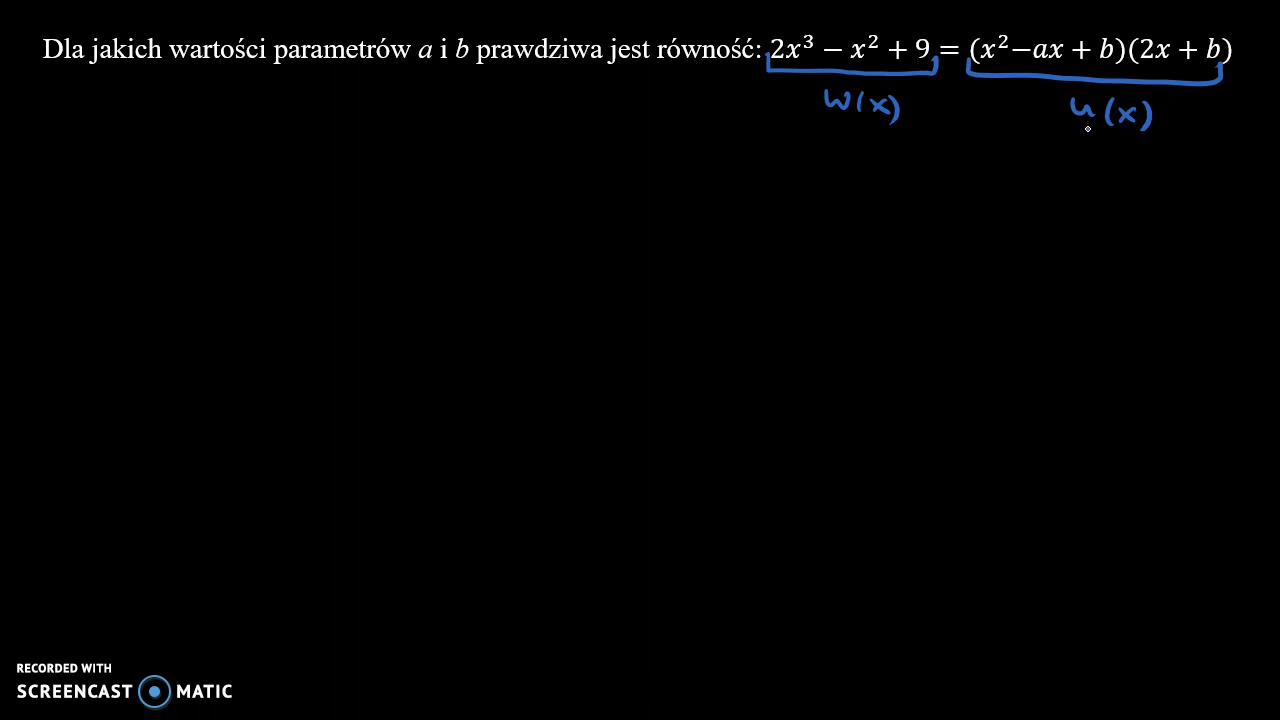 Dla jakich wartości parametrów a i b prawdziwa jest równość: 2x³ − x² + 9 = (x²−ax + b)(2x + b)
W(x) u(x)
RECORDED WITH
SCREENCAST MATIC